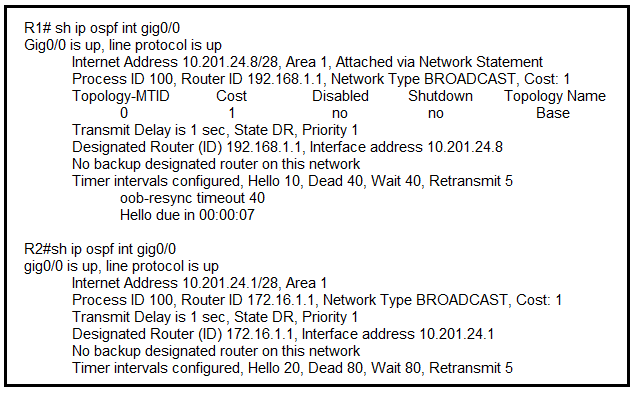 R1# sh ip ospf int gig0/0
Gig0/0 is up, line protocol is up
Internet Address 10.201.24.8/28, Area 1, Attached via Network Statement
Process ID 100, Router ID 192.168.1.1, Network Type BROADCAST, Cost: 1
Topology-MTID Cost Disabled Shutdown Topology Name
0 1 no no Base
Transmit Delay is 1 sec, State DR, Priority 1
Designated Router (ID) 192.168.1.1, Interface address 10.201.24.8
No backup designated router on this network
Timer intervals configured, Hello 10, Dead 40, Wait 40, Retransmit 5
oob-resync timeout 40
Hello due in 00:00:07
R2#sh ip ospf int gig0/0
gig0/0 is up, line protocol is up
Internet Address 10.201.24.1/28, Area 1
Process ID 100, Router ID 172.16.1.1, Network Type BROADCAST, Cost: 1
Transmit Delay is 1 sec, State DR, Priority 1
Designated Router (ID) 172.16.1.1, Interface address 10.201.24.1
No backup designated router on this network
Timer intervals configured, Hello 20, Dead 80, Wait 80, Retransmit 5